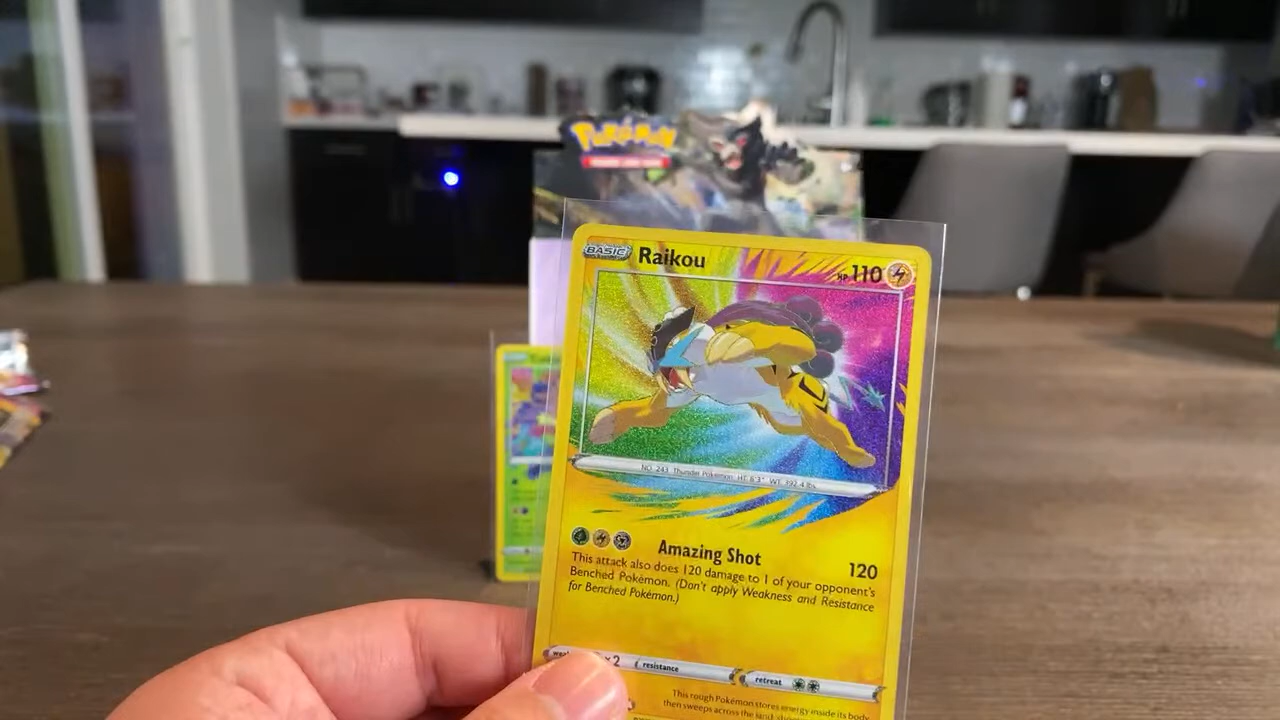 Pokémon
BASIC Raikou HP 110
NO. 243 Thunder Pokémon HT: 6'3" WT: 392.4 lbs
Amazing Shot 120
This attack also does 120 damage to 1 of your opponent's
Benched Pokémon. (Don't apply Weakness and Resistance
for Benched Pokémon.)
×2 resistance retreat
This rough Pokémon stores energy inside its body,
then sweeps across the land